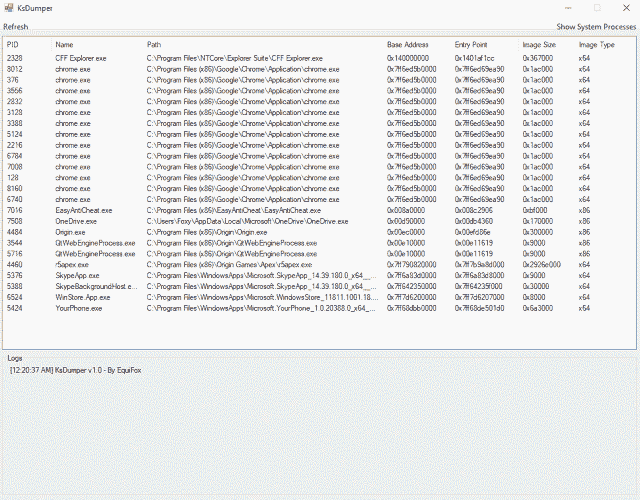 KsDumper
Refresh Show System Processes
PID Name Path Base Address Entry Point Image Size Image Type
2328 CFF Explorer.exe C:\Program Files\NTCore\Explorer Suite\CFF Explorer.exe 0x140000000 0x1401af1cc 0x367000 x64
8012 chrome.exe C:\Program Files (x86)\Google\Chrome\Application\chrome.exe 0x7ff6ed5b0000 0x7ff6ed69ea90 0x1ac000 x64
376 chrome.exe C:\Program Files (x86)\Google\Chrome\Application\chrome.exe 0x7ff6ed5b0000 0x7ff6ed69ea90 0x1ac000 x64
3556 chrome.exe C:\Program Files (x86)\Google\Chrome\Application\chrome.exe 0x7ff6ed5b0000 0x7ff6ed69ea90 0x1ac000 x64
2832 chrome.exe C:\Program Files (x86)\Google\Chrome\Application\chrome.exe 0x7ff6ed5b0000 0x7ff6ed69ea90 0x1ac000 x64
3128 chrome.exe C:\Program Files (x86)\Google\Chrome\Application\chrome.exe 0x7ff6ed5b0000 0x7ff6ed69ea90 0x1ac000 x64
3388 chrome.exe C:\Program Files (x86)\Google\Chrome\Application\chrome.exe 0x7ff6ed5b0000 0x7ff6ed69ea90 0x1ac000 x64
5124 chrome.exe C:\Program Files (x86)\Google\Chrome\Application\chrome.exe 0x7ff6ed5b0000 0x7ff6ed69ea90 0x1ac000 x64
2216 chrome.exe C:\Program Files (x86)\Google\Chrome\Application\chrome.exe 0x7ff6ed5b0000 0x7ff6ed69ea90 0x1ac000 x64
6784 chrome.exe C:\Program Files (x86)\Google\Chrome\Application\chrome.exe 0x7ff6ed5b0000 0x7ff6ed69ea90 0x1ac000 x64
7008 chrome.exe C:\Program Files (x86)\Google\Chrome\Application\chrome.exe 0x7ff6ed5b0000 0x7ff6ed69ea90 0x1ac000 x64
128 chrome.exe C:\Program Files (x86)\Google\Chrome\Application\chrome.exe 0x7ff6ed5b0000 0x7ff6ed69ea90 0x1ac000 x64
8160 chrome.exe C:\Program Files (x86)\Google\Chrome\Application\chrome.exe 0x7ff6ed5b0000 0x7ff6ed69ea90 0x1ac000 x64
6740 chrome.exe C:\Program Files (x86)\Google\Chrome\Application\chrome.exe 0x7ff6ed5b0000 0x7ff6ed69ea90 0x1ac000 x64
7016 EasyAntiCheat.exe C:\Program Files (x86)\EasyAntiCheat\EasyAntiCheat.exe 0x008a0000 0x008c2906 0xbf000 x86
7508 OneDrive.exe C:\Users\Foxy\AppData\Local\Microsoft\OneDrive\OneDrive.exe 0x00d50000 0x00db4360 0x170000 x86
4484 Origin.exe C:\Program Files (x86)\Origin\Origin.exe 0x00ec0000 0x00efd86e 0x300000 x86
3544 QtWebEngineProcess.exe C:\Program Files (x86)\Origin\QtWebEngineProcess.exe 0x00e10000 0x00e11619 0x9000 x86
5716 QtWebEngineProcess.exe C:\Program Files (x86)\Origin\QtWebEngineProcess.exe 0x00e10000 0x00e11619 0x9000 x86
4460 r5apex.exe C:\Program Files (x86)\Origin Games\Apex\r5apex.exe 0x7f1790820000 0x7ff7b9a8d000 0x2926e000 x64
5376 SkypeApp.exe C:\Program Files\WindowsApps\Microsoft.SkypeApp_14.39.180.0_x64__... 0x7ff6a83d0000 0x7ff6a83d8000 0x9000 x64
5388 SkypeBackgroundHost.e... C:\Program Files\WindowsApps\Microsoft.SkypeApp_14.39.180.0_x64__... 0x7ff642350000 0x7ff64235f000 0x30000 x64
6524 WinStore.App.exe C:\Program Files\WindowsApps\Microsoft.WindowsStore_11811.1001.18.... 0x7ff7d6200000 0x7ff7d6207000 0x8000 x64
5424 YourPhone.exe C:\Program Files\WindowsApps\Microsoft.YourPhone_1.0.20388.0_x64_... 0x7ff68dbb0000 0x7ff68de501d0 0x6a3000 x64
Logs
[12:20:37 AM] KsDumper v1.0 - By EquiFox